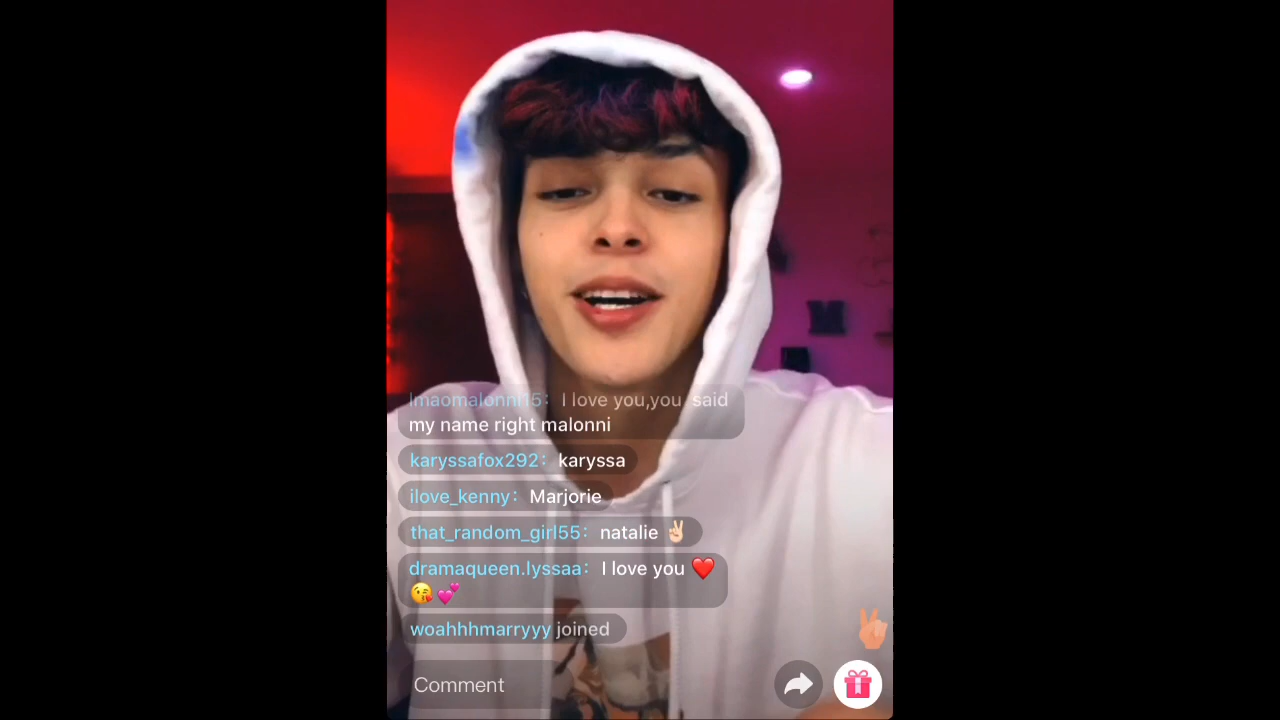 lmaomalonni15: I love you,you said
my name right malonni
karyssafox292: karyssa
ilove_kenny: Marjorie
that_random_girl55: natalie ✌🏻
dramaqueen.lyssaa: I love you ❤️
😘💕
woahhhmarryyy joined
Comment
M